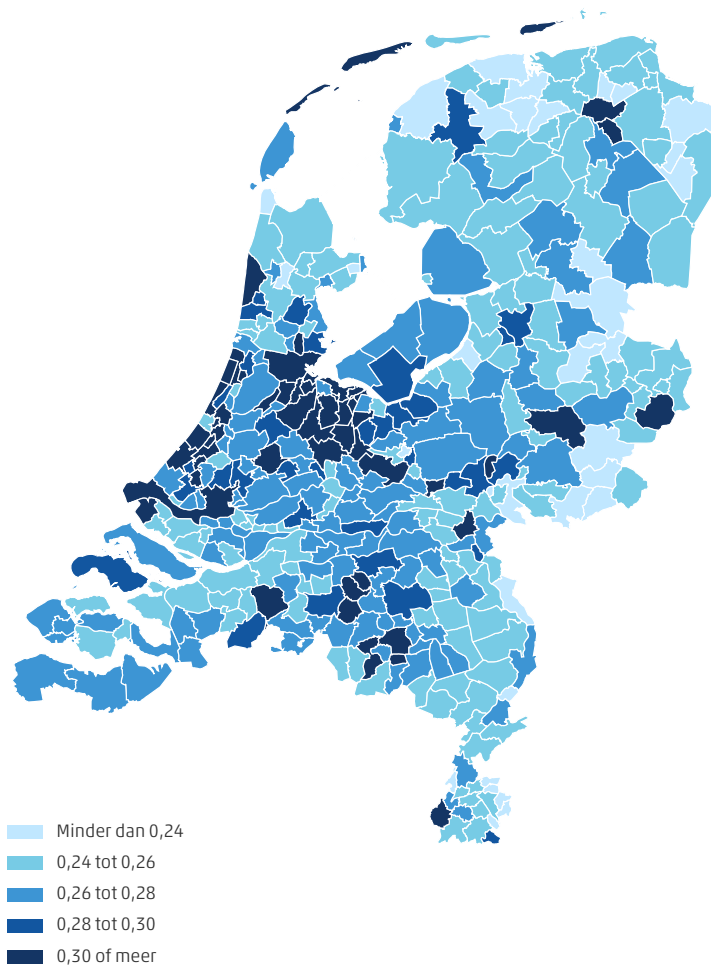 Minder dan 0,24
0,24 tot 0,26
0,26 tot 0,28
0,28 tot 0,30
0,30 of meer